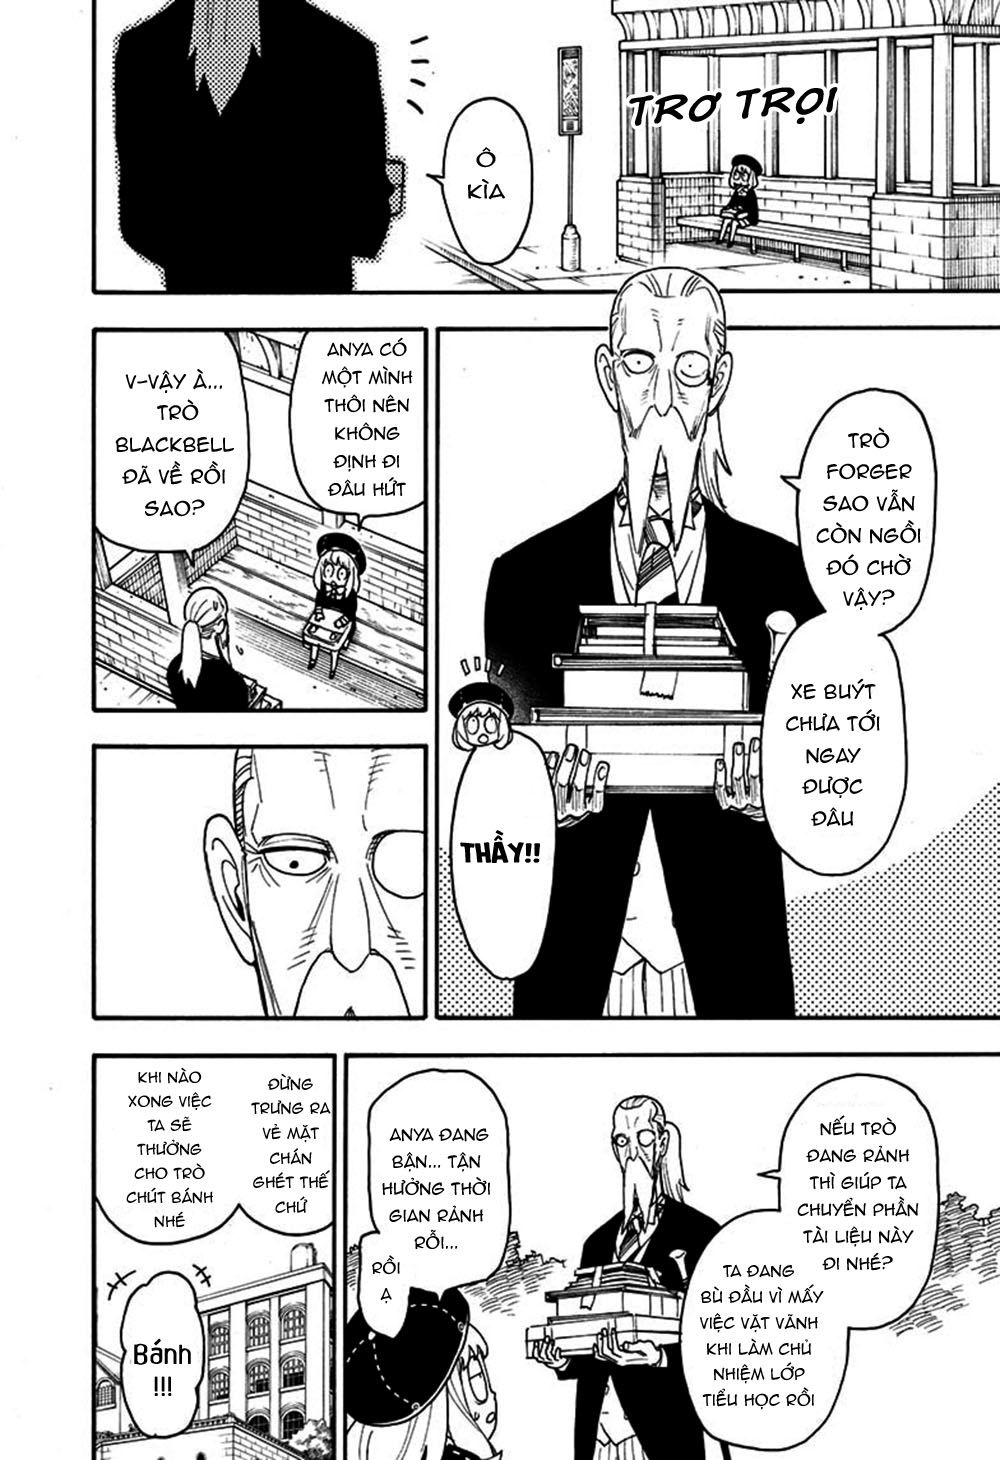 TRƠ TRỌI
Ô
KÌA
TRÒ
FORGER
SAO VẪN
CÒN NGỒI
ĐÓ CHỜ
VẬY?
XE BUÝT
CHƯA TỚI
NGAY
ĐƯỢC
ĐÂU
THẦY!!
ANYA CÓ
MỘT MÌNH
THÔI NÊN
KHÔNG
ĐỊNH ĐI
ĐÂU HỨT
V-VẬY À...
TRÒ
BLACKBELL
ĐÃ VỀ RỒI
SAO?
NẾU TRÒ
ĐANG RẢNH
THÌ GIÚP TA
CHUYỂN PHẦN
TÀI LIỆU NÀY
ĐI NHÉ?
TA ĐANG
BÙ ĐẦU VÌ MẤY
VIỆC VẶT VÃNH
KHI LÀM CHỦ
NHIỆM LỚP
TIỂU HỌC RỒI
ANYA ĐANG
BẬN... TẬN
HƯỞNG THỜI
GIAN RẢNH
RỖI...
RỒI
Ạ
ĐỪNG
TRƯNG RA
VẺ MẶT
CHÁN
GHÉT THẾ
CHỨ
KHI NÀO
XONG VIỆC
TA SẼ
THƯỞNG
CHO TRÒ
CHÚT BÁNH
NHÉ
Bánh
!!!